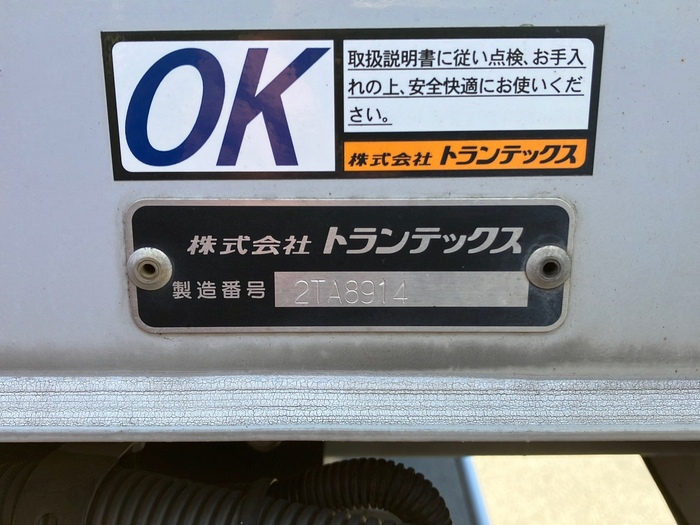 OK
取扱説明書に従い点検、お手入
れの上、安全快適にお使いくだ
さい。
株式会社 トランテックス
株式会社 トランテックス
製造番号 2TA8914